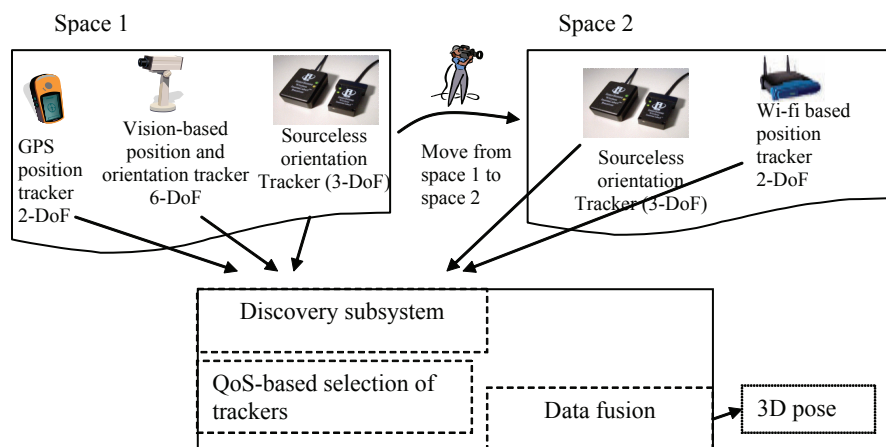 Space 1
Space 2
GPS
position
tracker
2-DoF
Vision-based
position and
orientation tracker
6-DoF
Sourceless
orientation
Tracker (3-DoF)
Move from
space 1 to
space 2
Sourceless
orientation
Tracker (3-DoF)
Wi-fi based
position
tracker
2-DoF
Discovery subsystem
QoS-based selection of
trackers
Data fusion
3D pose